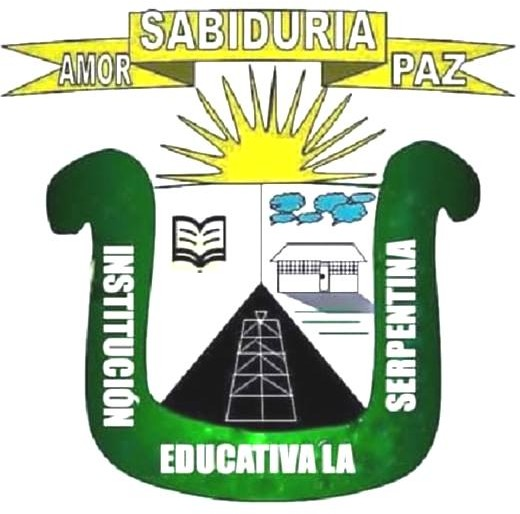 SABIDURIA
AMOR PAZ
INSTITUCIÓN
EDUCATIVA LA
SERPENTINA